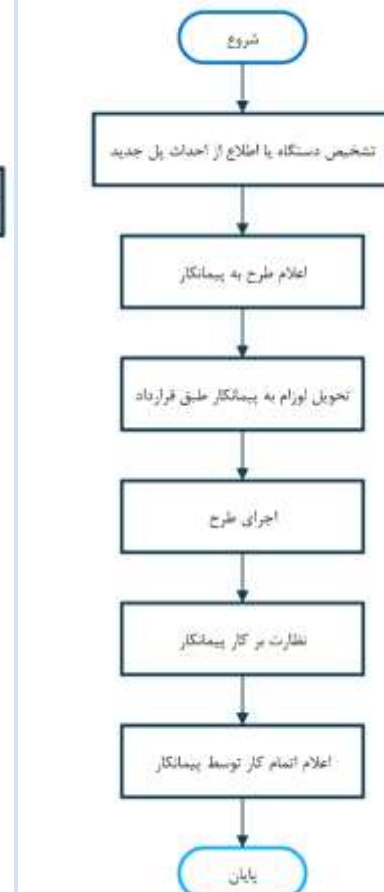 شروع
تشخیص دستگاه یا اطلاع از احداث پل جدید
اعلام طرح به پیمانکار
تحویل لوزام به پیمانکار طبق قرارداد
اجرای طرح
نظارت بر کار پیمانکار
اعلام اتمام کار توسط پیمانکار
پایان